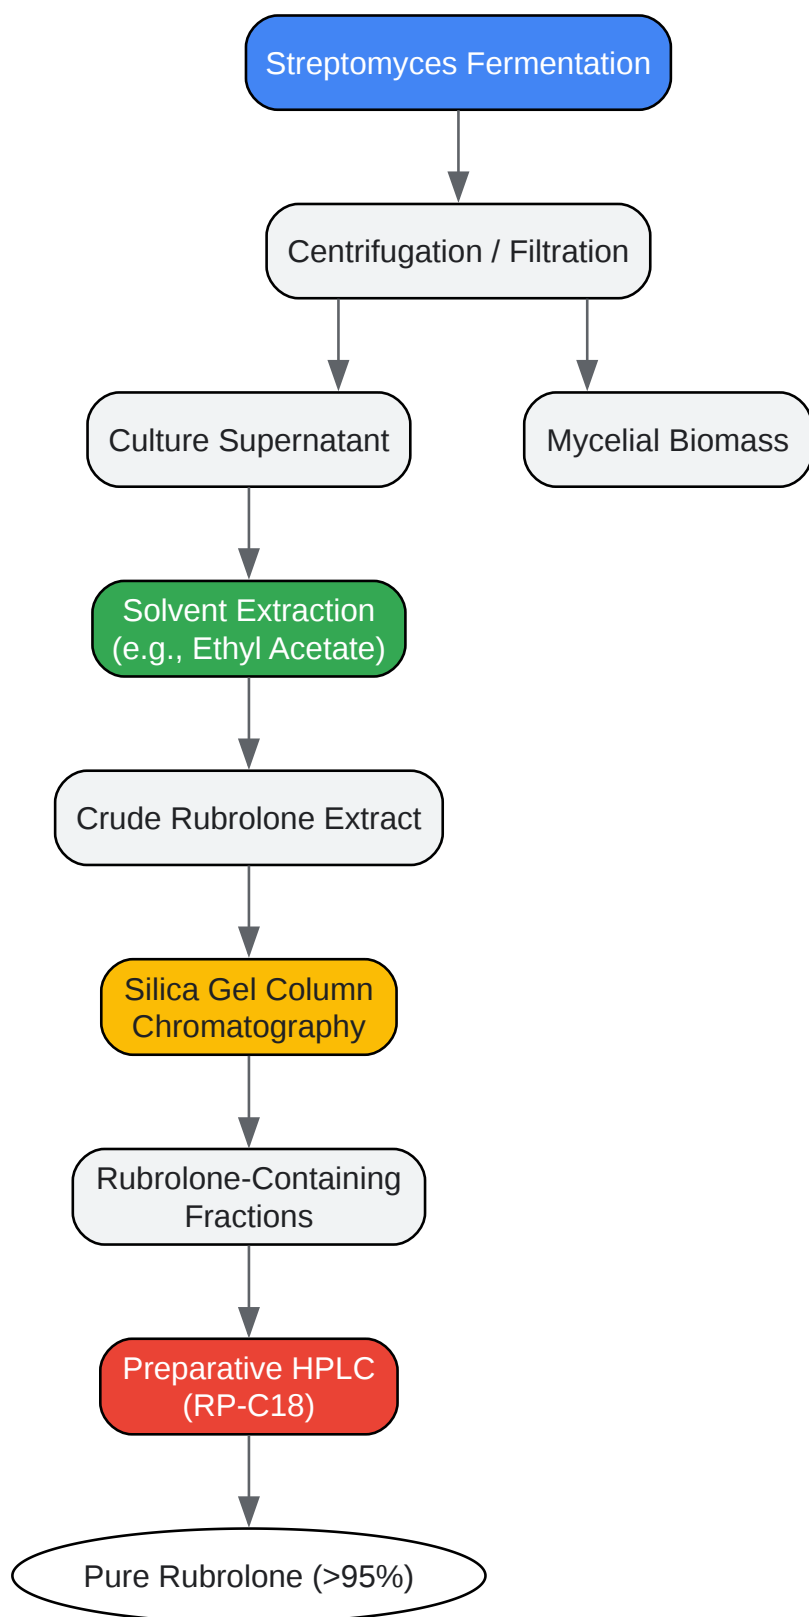 Streptomyces Fermentation
Centrifugation / Filtration
Culture Supernatant
Mycelial Biomass
Solvent Extraction
(e.g., Ethyl Acetate)
Crude Rubrolone Extract
Silica Gel Column
Chromatography
Rubrolone-Containing
Fractions
Preparative HPLC
(RP-C18)
Pure Rubrolone (>95%)